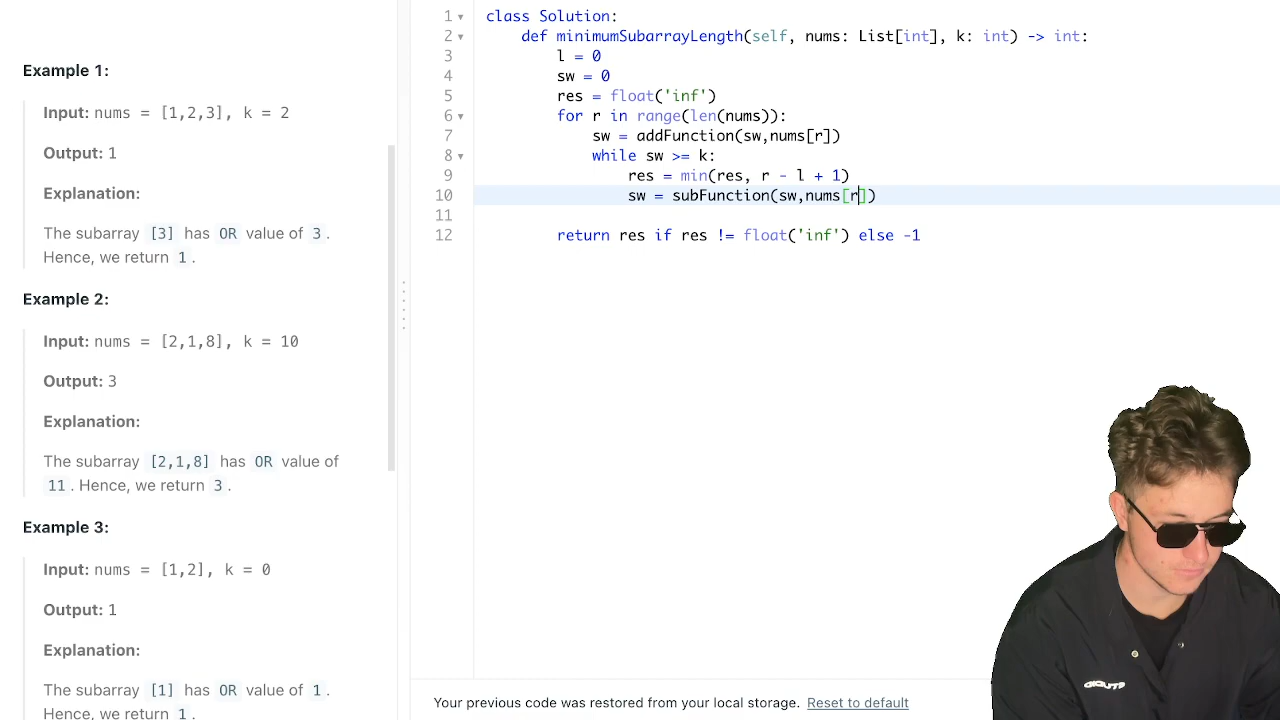 Example 1:
Input: nums = [1,2,3], k = 2
Output: 1
Explanation:
The subarray [3] has OR value of 3.
Hence, we return 1.
Example 2:
Input: nums = [2,1,8], k = 10
Output: 3
Explanation:
The subarray [2,1,8] has OR value of
11. Hence, we return 3.
Example 3:
Input: nums = [1,2], k = 0
Output: 1
Explanation:
The subarray [1] has OR value of 1.
Hence, we return 1.
1 class Solution:
2 def minimumSubarrayLength(self, nums: List[int], k: int) -> int:
3 l = 0
4 sw = 0
5 res = float('inf')
6 for r in range(len(nums)):
7 sw = addFunction(sw,nums[r])
8 while sw >= k:
9 res = min(res, r - l + 1)
10 sw = subFunction(sw,nums[r])
11
12 return res if res != float('inf') else -1
Your previous code was restored from your local storage. Reset to default